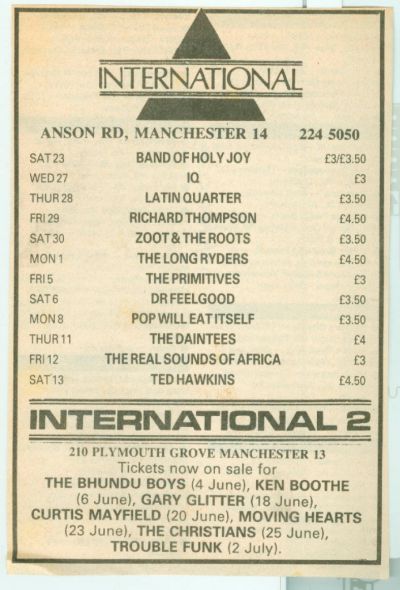 INTERNATIONAL
ANSON RD, MANCHESTER 14 224 5050
SAT 23 BAND OF HOLY JOY £3/£3.50
WED 27 IQ £3
THUR 28 LATIN QUARTER £3.50
FRI 29 RICHARD THOMPSON £4.50
SAT 30 ZOOT & THE ROOTS £3.50
MON 1 THE LONG RYDERS £4.50
FRI 5 THE PRIMITIVES £3
SAT 6 DR FEELGOOD £3.50
MON 8 POP WILL EAT ITSELF £3.50
THUR 11 THE DAINTEES £4
FRI 12 THE REAL SOUNDS OF AFRICA £3
SAT 13 TED HAWKINS £4.50
INTERNATIONAL 2
210 PLYMOUTH GROVE MANCHESTER 13
Tickets now on sale for
THE BHUNDU BOYS (4 June), KEN BOOTHE
(6 June), GARY GLITTER (18 June),
CURTIS MAYFIELD (20 June), MOVING HEARTS
(23 June), THE CHRISTIANS (25 June),
TROUBLE FUNK (2 July).